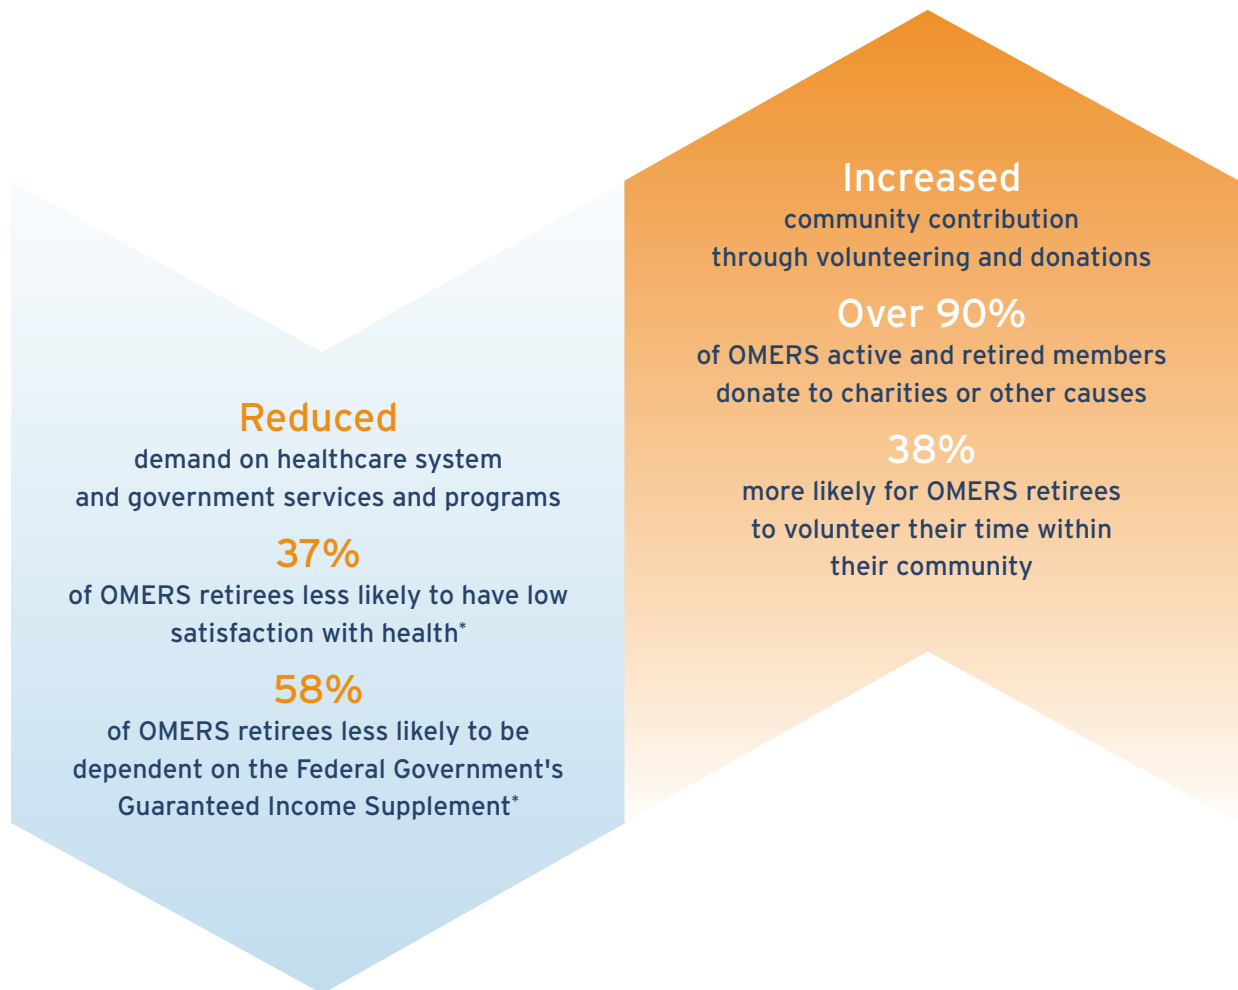 Reduced
demand on healthcare system
and government services and programs
37%
of OMERS retirees less likely to have low
satisfaction with health*
58%
of OMERS retirees less likely to be
dependent on the Federal Government's
Guaranteed Income Supplement*
Increased
community contribution
through volunteering and donations
Over 90%
of OMERS active and retired members
donate to charities or other causes
38%
more likely for OMERS retirees
to volunteer their time within
their community